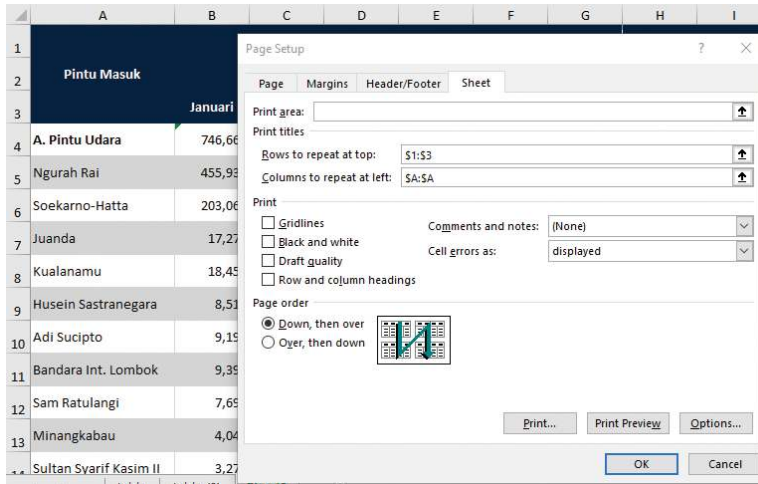 A B C D E F G H I
1
2 Pintu Masuk
3 Januari
4 A. Pintu Udara 746,66
5 Ngurah Rai 455,93
6 Soekarno-Hatta 203,06
7 Juanda 17,27
8 Kualanamu 18,45
9 Husein Sastranegara 8,51
10 Adi Sucipto 9,19
11 Bandara Int. Lombok 9,39
12 Sam Ratulangi 7,69
13 Minangkabau 4,04
Sultan Syarif Kasim II 3,27
Page Setup ? ×
Page Margins Header/Footer Sheet
Print area:
Print titles
Rows to repeat at top: $1:$3
Columns to repeat at left: $A:$A
Print
Gridlines Comments and notes: (None)
Black and white Cell errors as: displayed
Draft quality
Row and column headings
Page order
Down, then over
Over, then down
Print... Print Preview Options...
OK Cancel